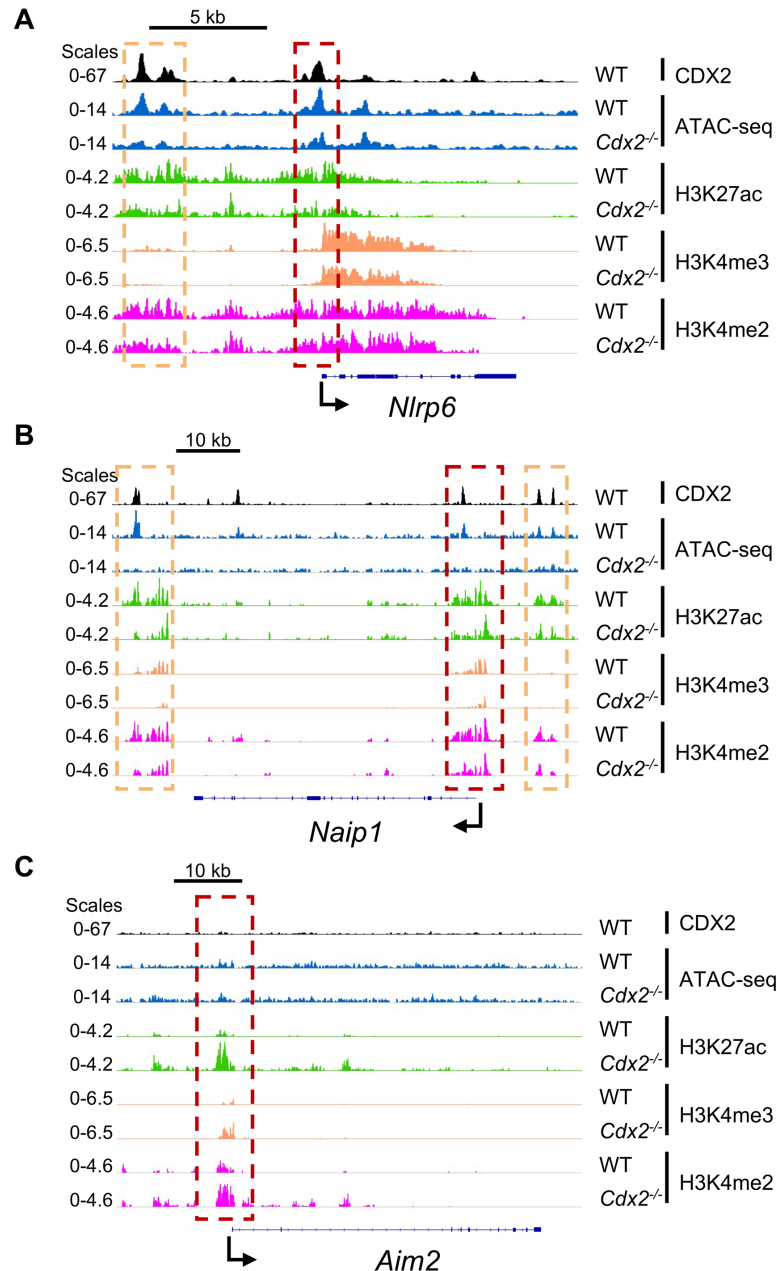 A
5 kb
Scales
0-67 WT CDX2
0-14 WT
ATAC-seq
0-14 Cdx2-/-
0-4.2 WT
H3K27ac
0-4.2 Cdx2-/-
0-6.5 WT
H3K4me3
0-6.5 Cdx2-/-
0-4.6 WT
H3K4me2
0-4.6 Cdx2-/-
Nlrp6
B
10 kb
Scales
0-67 WT CDX2
0-14 WT
ATAC-seq
0-14 Cdx2-/-
0-4.2 WT
H3K27ac
0-4.2 Cdx2-/-
0-6.5 WT
H3K4me3
0-6.5 Cdx2-/-
0-4.6 WT
H3K4me2
0-4.6 Cdx2-/-
Naip1
C
10 kb
Scales
0-67 WT CDX2
0-14 WT
ATAC-seq
0-14 Cdx2-/-
0-4.2 WT
H3K27ac
0-4.2 Cdx2-/-
0-6.5 WT
H3K4me3
0-6.5 Cdx2-/-
0-4.6 WT
H3K4me2
0-4.6 Cdx2-/-
Aim2